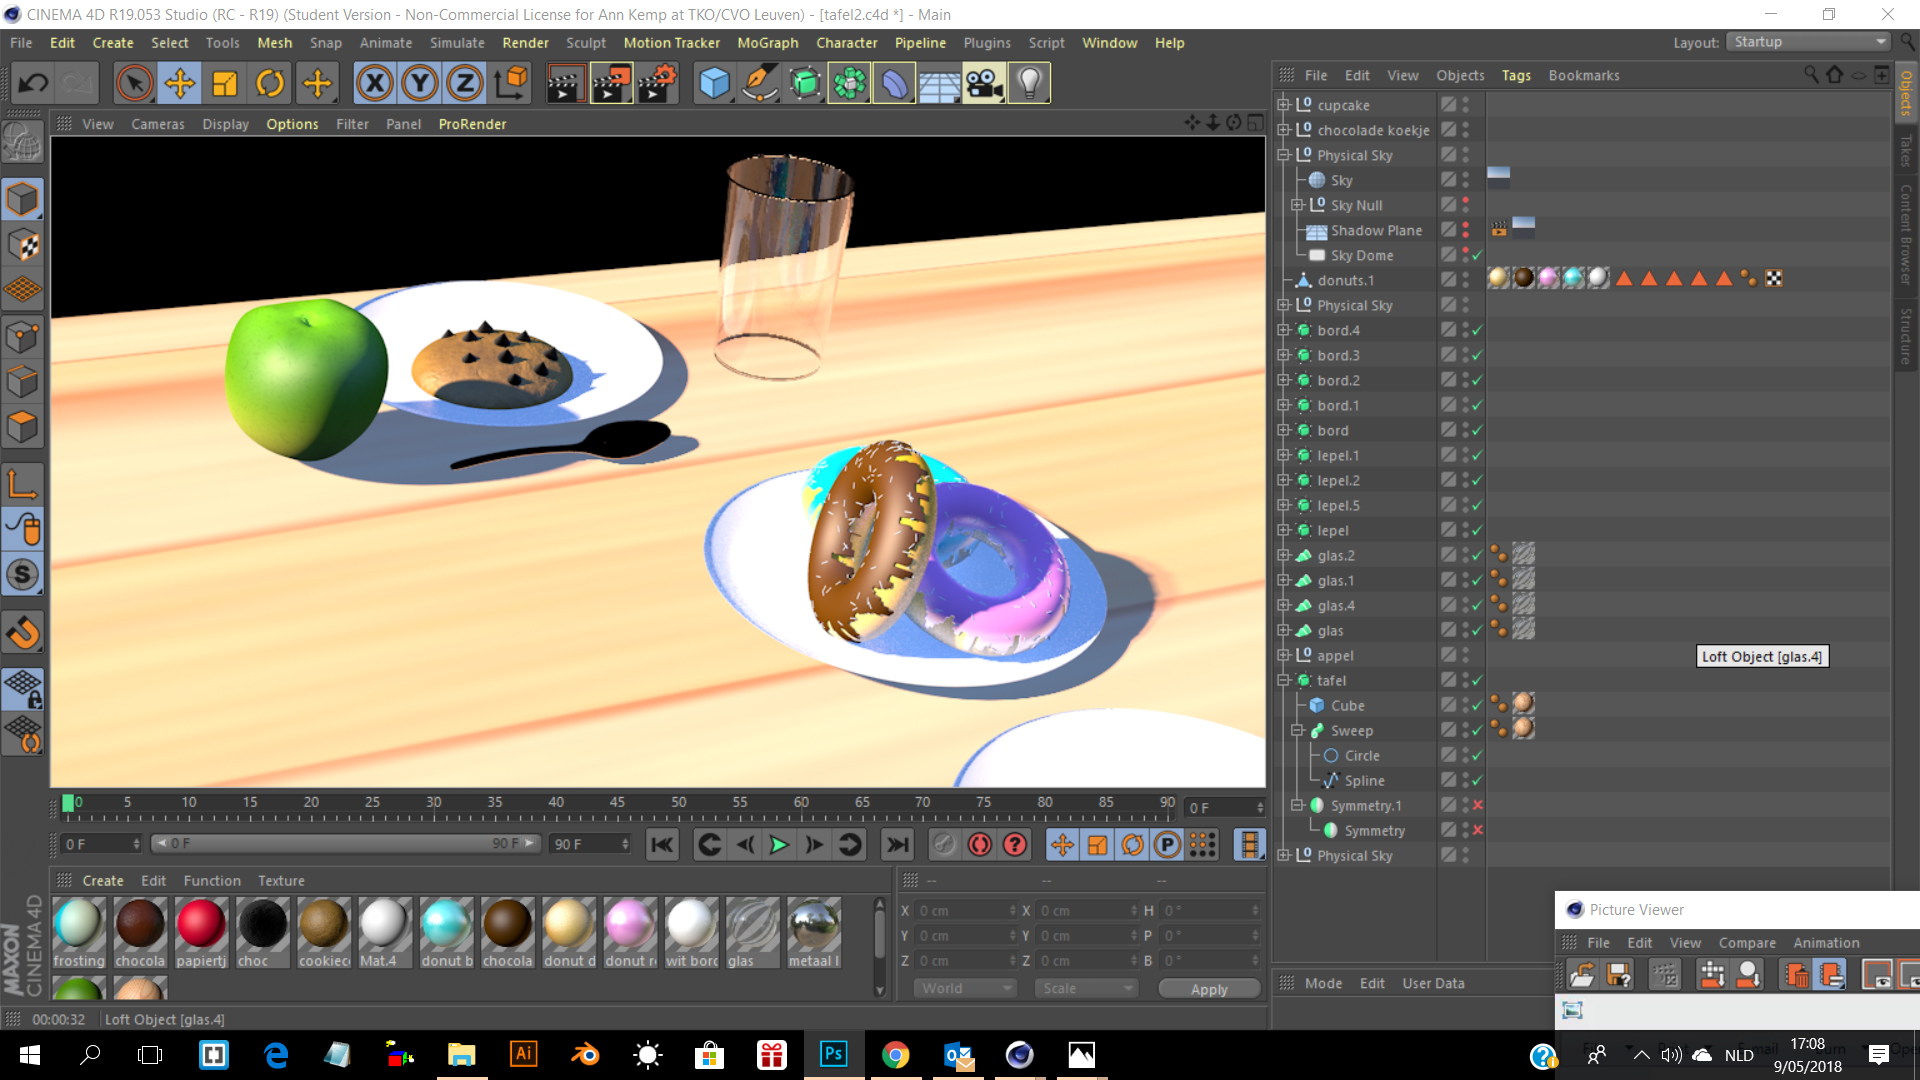 CINEMA 4D R19.053 Studio (RC - R19) (Student Version - Non-Commercial License for Ann Kemp at TKO/CVO Leuven) - [tafel2.c4d *] - Main
File Edit Create Select Tools Mesh Snap Animate Simulate Render Sculpt Motion Tracker MoGraph Character Pipeline Plugins Script Window Help
Layout: Startup
File Edit View Objects Tags Bookmarks
View Cameras Display Options Filter Panel ProRender
cupcake
chocolade koekje
Physical Sky
Sky
Sky Null
Shadow Plane
Sky Dome
donuts.1
Physical Sky
bord.4
bord.3
bord.2
bord.1
bord
lepel.1
lepel.2
lepel.5
lepel
glas.2
glas.1
glas.4
glas
appel
tafel
Cube
Sweep
Circle
Spline
Symmetry.1
Symmetry
Physical Sky
Loft Object [glas.4]
Objects
Takes
Content Browser
Structure
0 5 10 15 20 25 30 35 40 45 50 55 60 65 70 75 80 85 90
0 F
0 F
0 F
90 F
90 F
Create Edit Function Texture
-- -- --
frosting chocola papiertj choc cookiec Mat.4 donut b chocola donut d donut r wit bord glas metaal l
X 0 cm X 0 cm H 0 °
Y 0 cm Y 0 cm P 0 °
Z 0 cm Z 0 cm B 0 °
World Scale Apply
MAXON
CINEMA 4D
00:00:32 Loft Object [glas.4]
Mode Edit User Data
Picture Viewer
File Edit View Compare Animation
Ai
Ps
NLD
17:08
9/05/2018